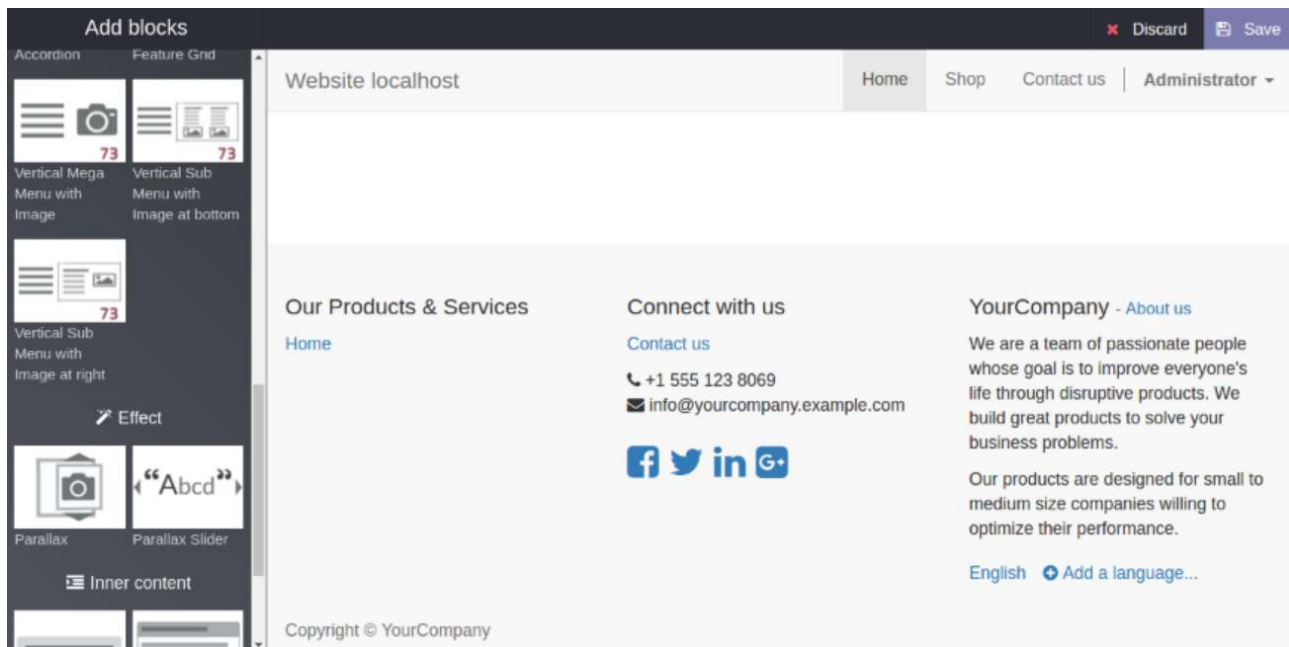 Add blocks
Discard
Save
Accordion
Feature Grid
73
73
Vertical Mega
Menu with
Image
Vertical Sub
Menu with
Image at bottom
73
Vertical Sub
Menu with
Image at right
Effect
“Abcd”
Parallax
Parallax Slider
Inner content
Website localhost
Home
Shop
Contact us
Administrator
Our Products & Services
Home
Connect with us
Contact us
+1 555 123 8069
info@yourcompany.example.com
YourCompany - About us
We are a team of passionate people
whose goal is to improve everyone's
life through disruptive products. We
build great products to solve your
business problems.
Our products are designed for small to
medium size companies willing to
optimize their performance.
English Add a language...
Copyright © YourCompany